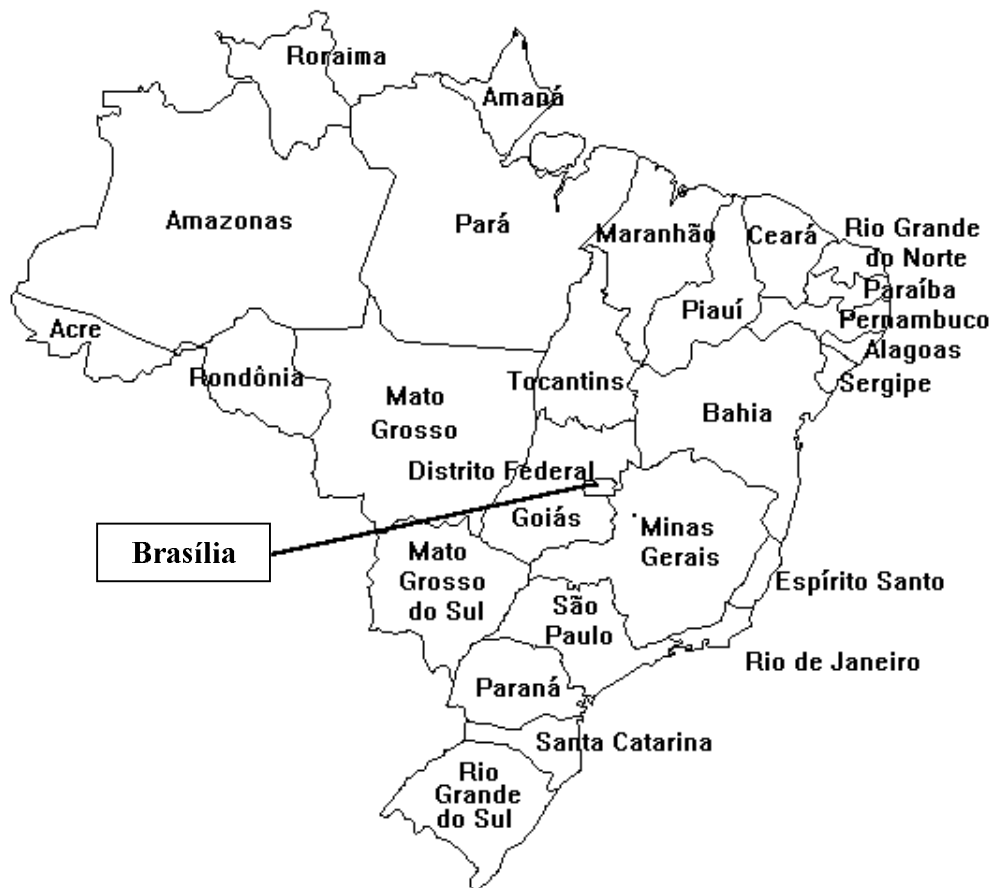 Roraima
Amapá
Amazonas
Pará
Maranhão
Ceará
Rio Grande
do Norte
Paraíba
Piauí
Pernambuco
Acre
Alagoas
Rondônia
Tocantins
Sergipe
Mato
Grosso
Bahia
Distrito Federal
Goiás
Minas
Gerais
Brasília
Mato
Grosso
do Sul
Espírito Santo
São
Paulo
Rio de Janeiro
Paraná
Santa Catarina
Rio
Grande
do Sul